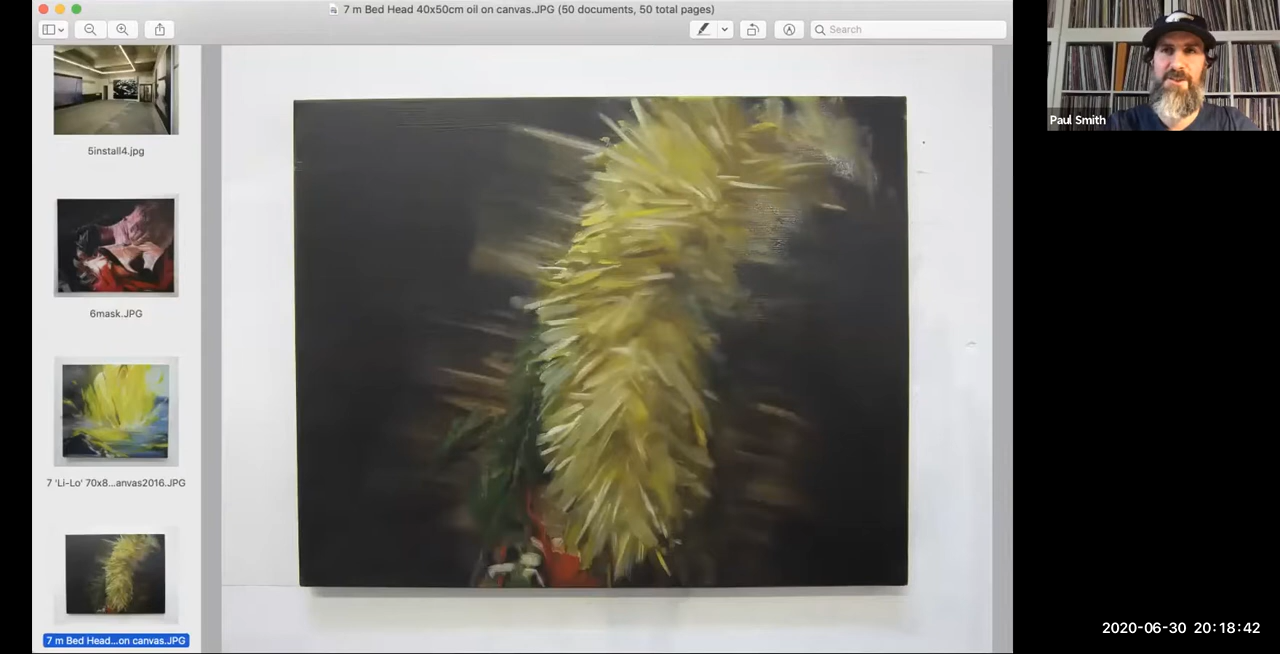 7 m Bed Head 40x50cm oil on canvas.JPG (50 documents, 50 total pages)
Search
5install4.jpg
6mask.JPG
7 'Li-Lo' 70x8...anvas2016.JPG
7 m Bed Head...on canvas.JPG
Paul Smith
2020-06-30 20:18:42